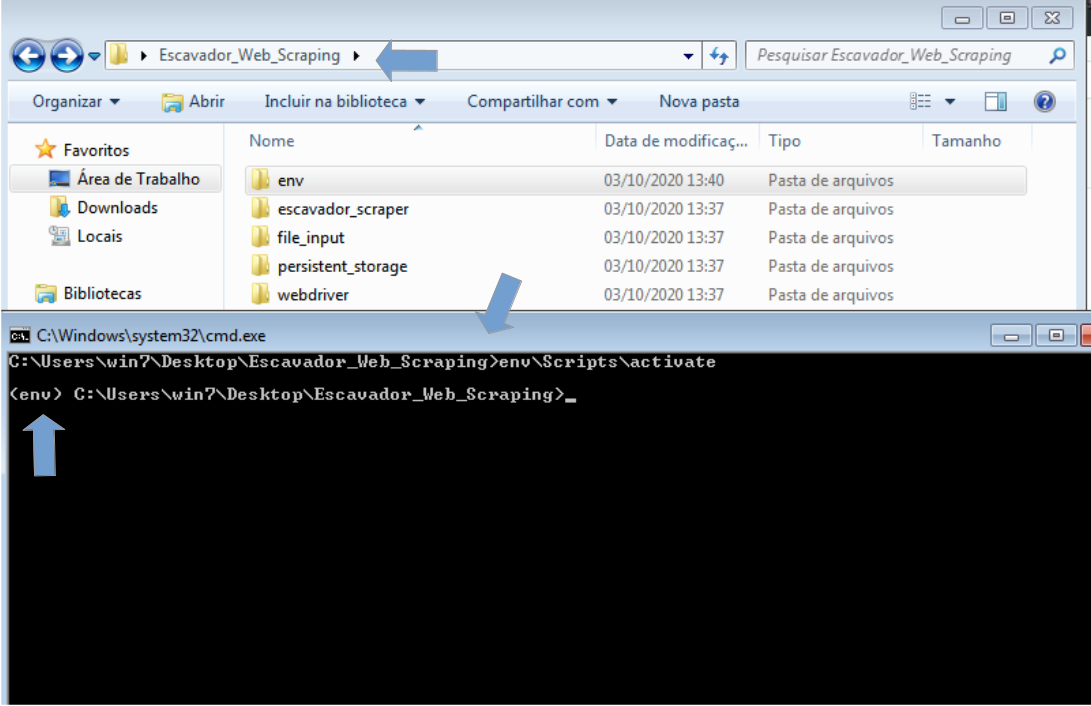 Escavador_Web_Scraping
Pesquisar Escavador_Web_Scraping
Organizar Abrir Incluir na biblioteca Compartilhar com Nova pasta
Favoritos
Área de Trabalho
Downloads
Locais
Bibliotecas
Nome Data de modificaç... Tipo Tamanho
env 03/10/2020 13:40 Pasta de arquivos
escavador_scraper 03/10/2020 13:37 Pasta de arquivos
file_input 03/10/2020 13:37 Pasta de arquivos
persistent_storage 03/10/2020 13:37 Pasta de arquivos
webdriver 03/10/2020 13:37 Pasta de arquivos
C:\Windows\system32\cmd.exe
C:\Users\win7\Desktop\Escavador_Web_Scraping>env\Scripts\activate
(env) C:\Users\win7\Desktop\Escavador_Web_Scraping>_